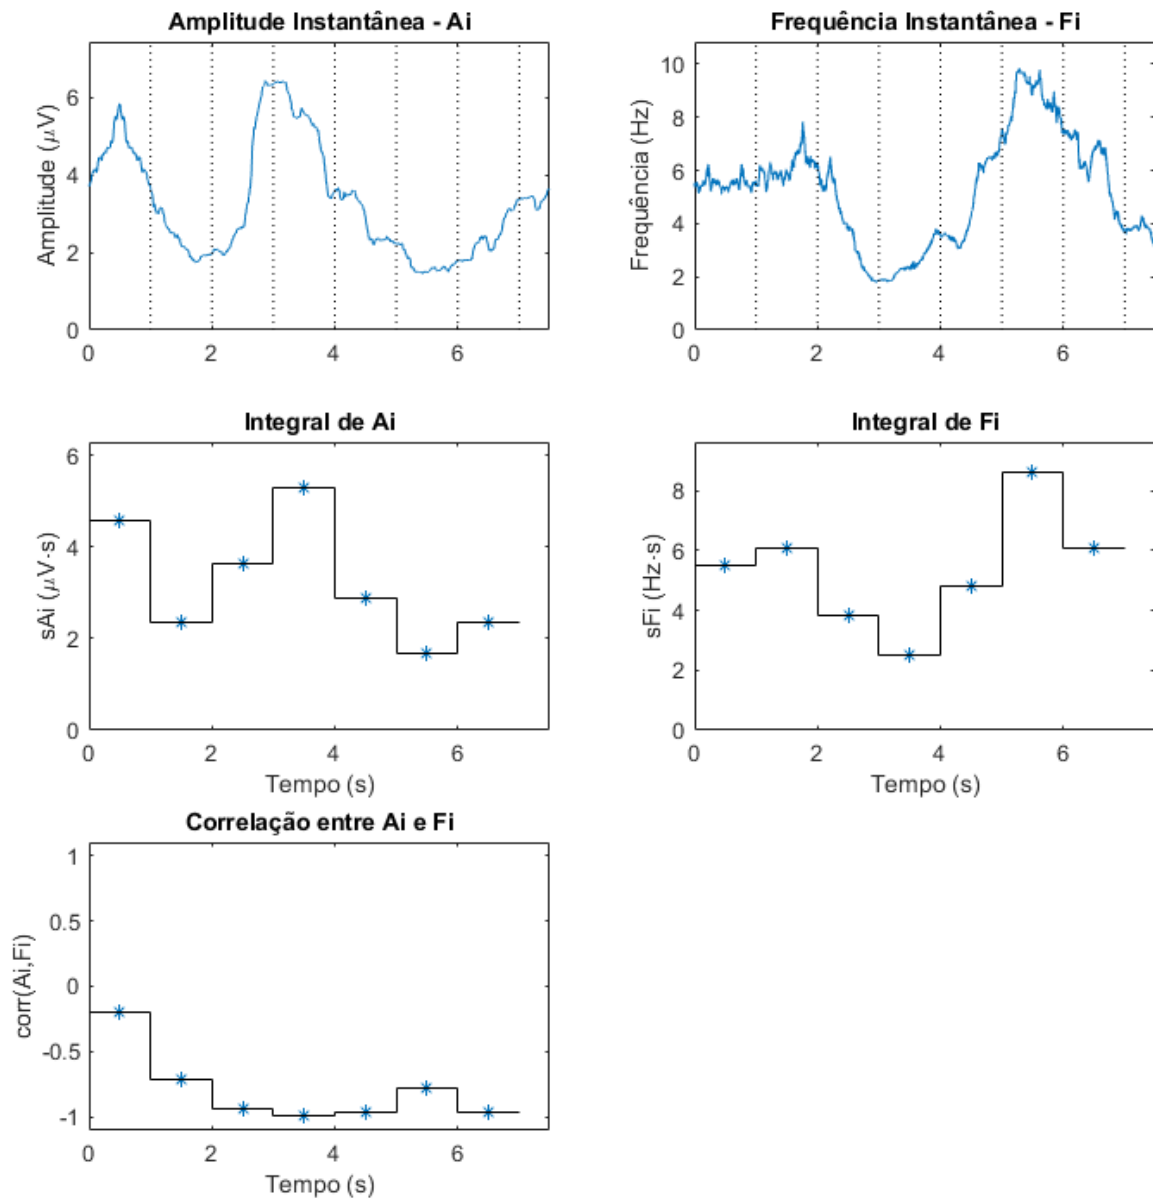 Amplitude Instantânea - Ai
Amplitude (μV)
6
4
2
0
0 2 4 6
Frequência Instantânea - Fi
Frequência (Hz)
10
8
6
4
2
0
0 2 4 6
Integral de Ai
sAi (μV·s)
6
4
2
0
0 2 4 6
Tempo (s)
Integral de Fi
sFi (Hz·s)
8
6
4
2
0
0 2 4 6
Tempo (s)
Correlação entre Ai e Fi
corr(Ai,Fi)
1
0.5
0
-0.5
-1
0 2 4 6
Tempo (s)